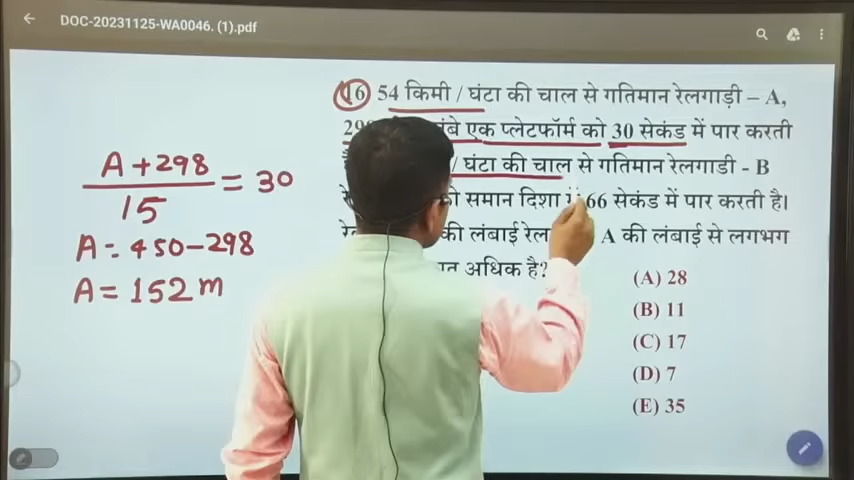 DOC-20231125-WA0046. (1).pdf
16 54 किमी / घंटा की चाल से गतिमान रेलगाड़ी – A,
एक प्लेटफॉर्म को 30 सेकंड में पार करती
/ घंटा की चाल से गतिमान रेलगाडी - B
समान दिशा 66 सेकंड में पार करती है।
की लंबाई A की लंबाई से लगभग
अधिक है?
(A) 28
(B) 11
(C) 17
(D) 7
(E) 35
A+298
/15 = 30
A = 450-298
A = 152 m